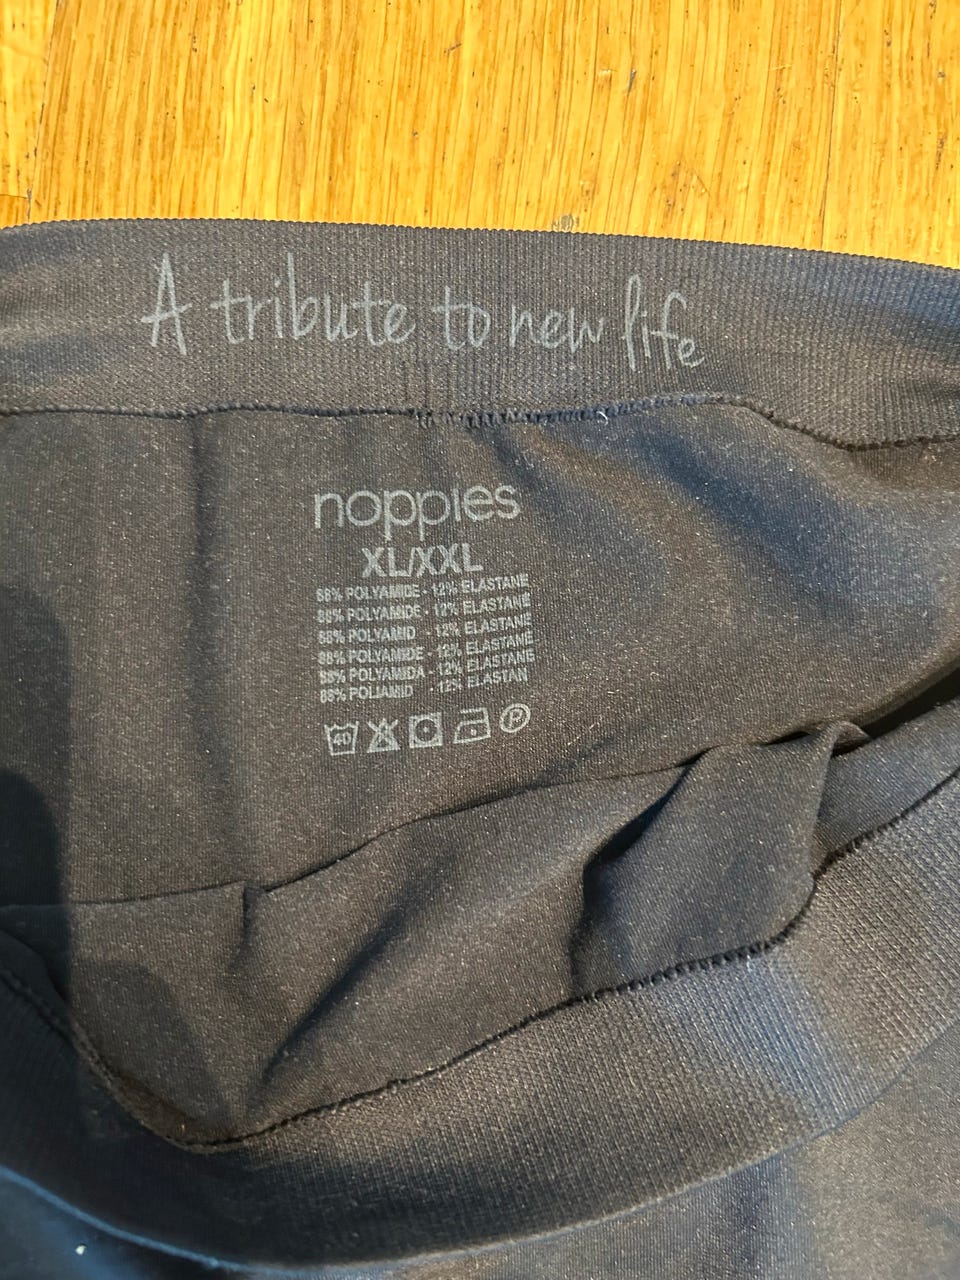 A tribute to new life
noppies
XL/XXL
88% POLYAMIDE - 12% ELASTANE
88% POLYAMIDE - 12% ELASTANE
88% POLYAMID - 12% ELASTANE
88% POLYAMIDE - 12% ELASTANE
88% POLYAMIDA - 12% ELASTANE
88% POLIAMID - 12% ELASTAN
40
P